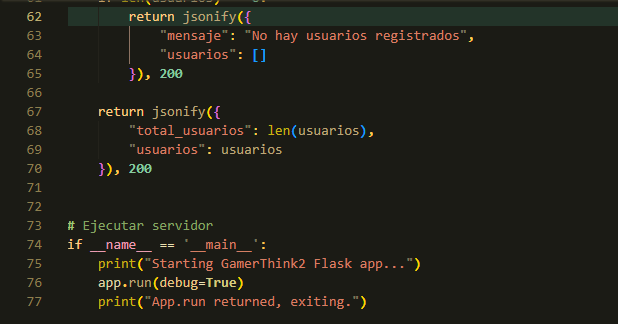 62 return jsonify({
63 "mensaje": "No hay usuarios registrados",
64 "usuarios": []
65 }), 200
66
67 return jsonify({
68 "total_usuarios": len(usuarios),
69 "usuarios": usuarios
70 }), 200
71
72
73 # Ejecutar servidor
74 if __name__ == '__main__':
75 print("Starting GamerThink2 Flask app...")
76 app.run(debug=True)
77 print("App.run returned, exiting.")